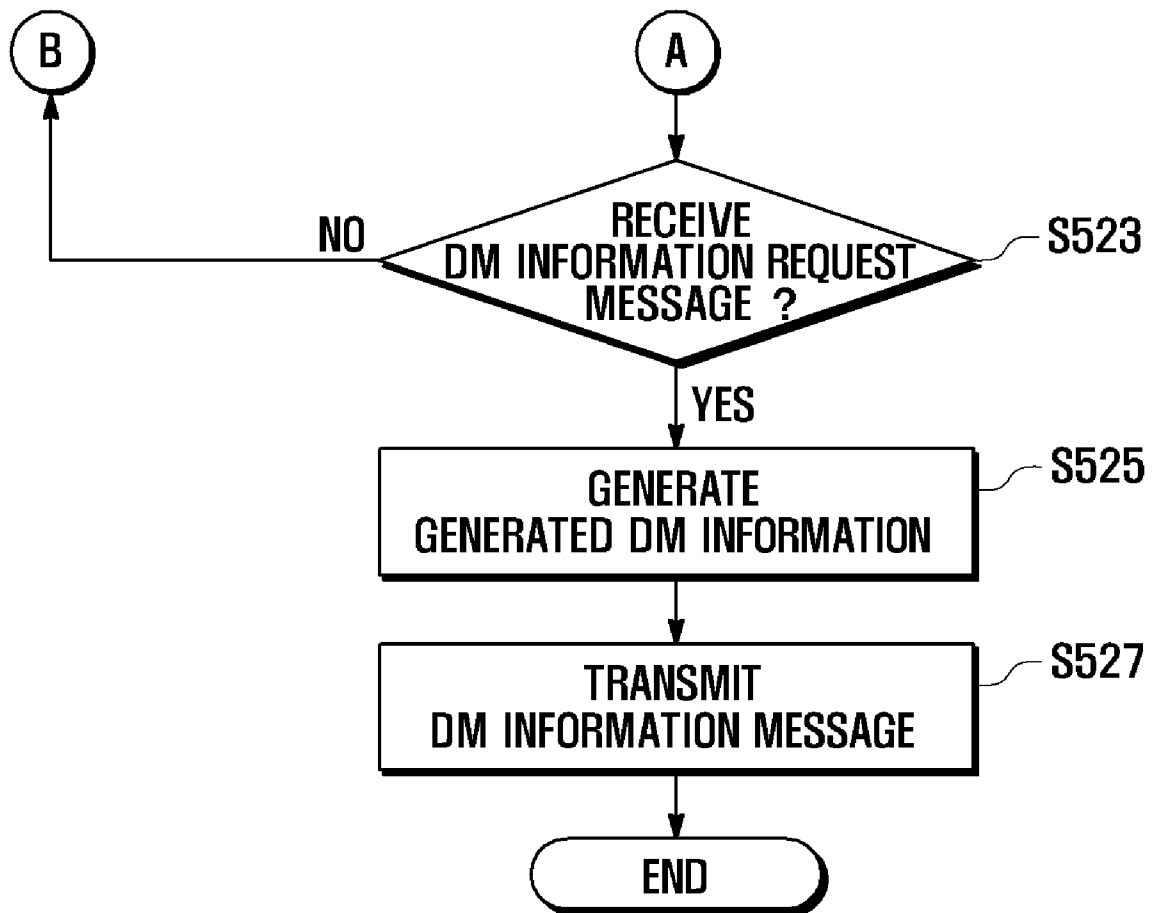 B
A
RECEIVE
DM INFORMATION REQUEST
MESSAGE ?
S523
NO
YES
GENERATE
GENERATED DM INFORMATION
S525
TRANSMIT
DM INFORMATION MESSAGE
S527
END